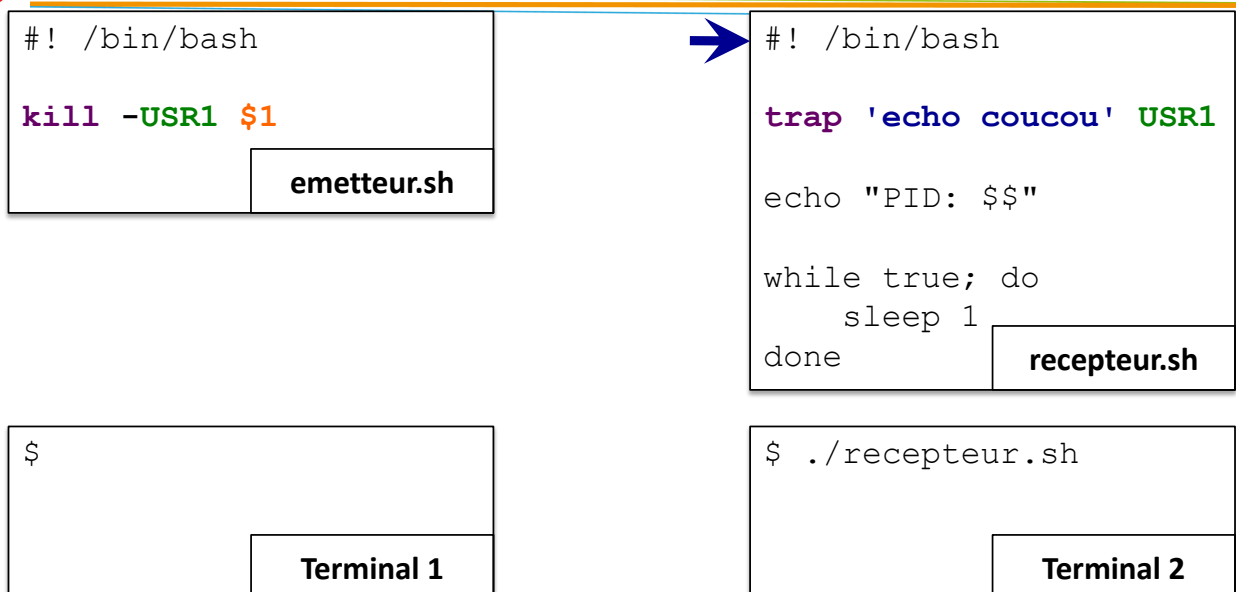 #! /bin/bash
kill -USR1 $1
emetteur.sh
#! /bin/bash
trap 'echo coucou' USR1
echo "PID: $$"
while true; do
    sleep 1
done
recepteur.sh
$
Terminal 1
$ ./recepteur.sh
Terminal 2